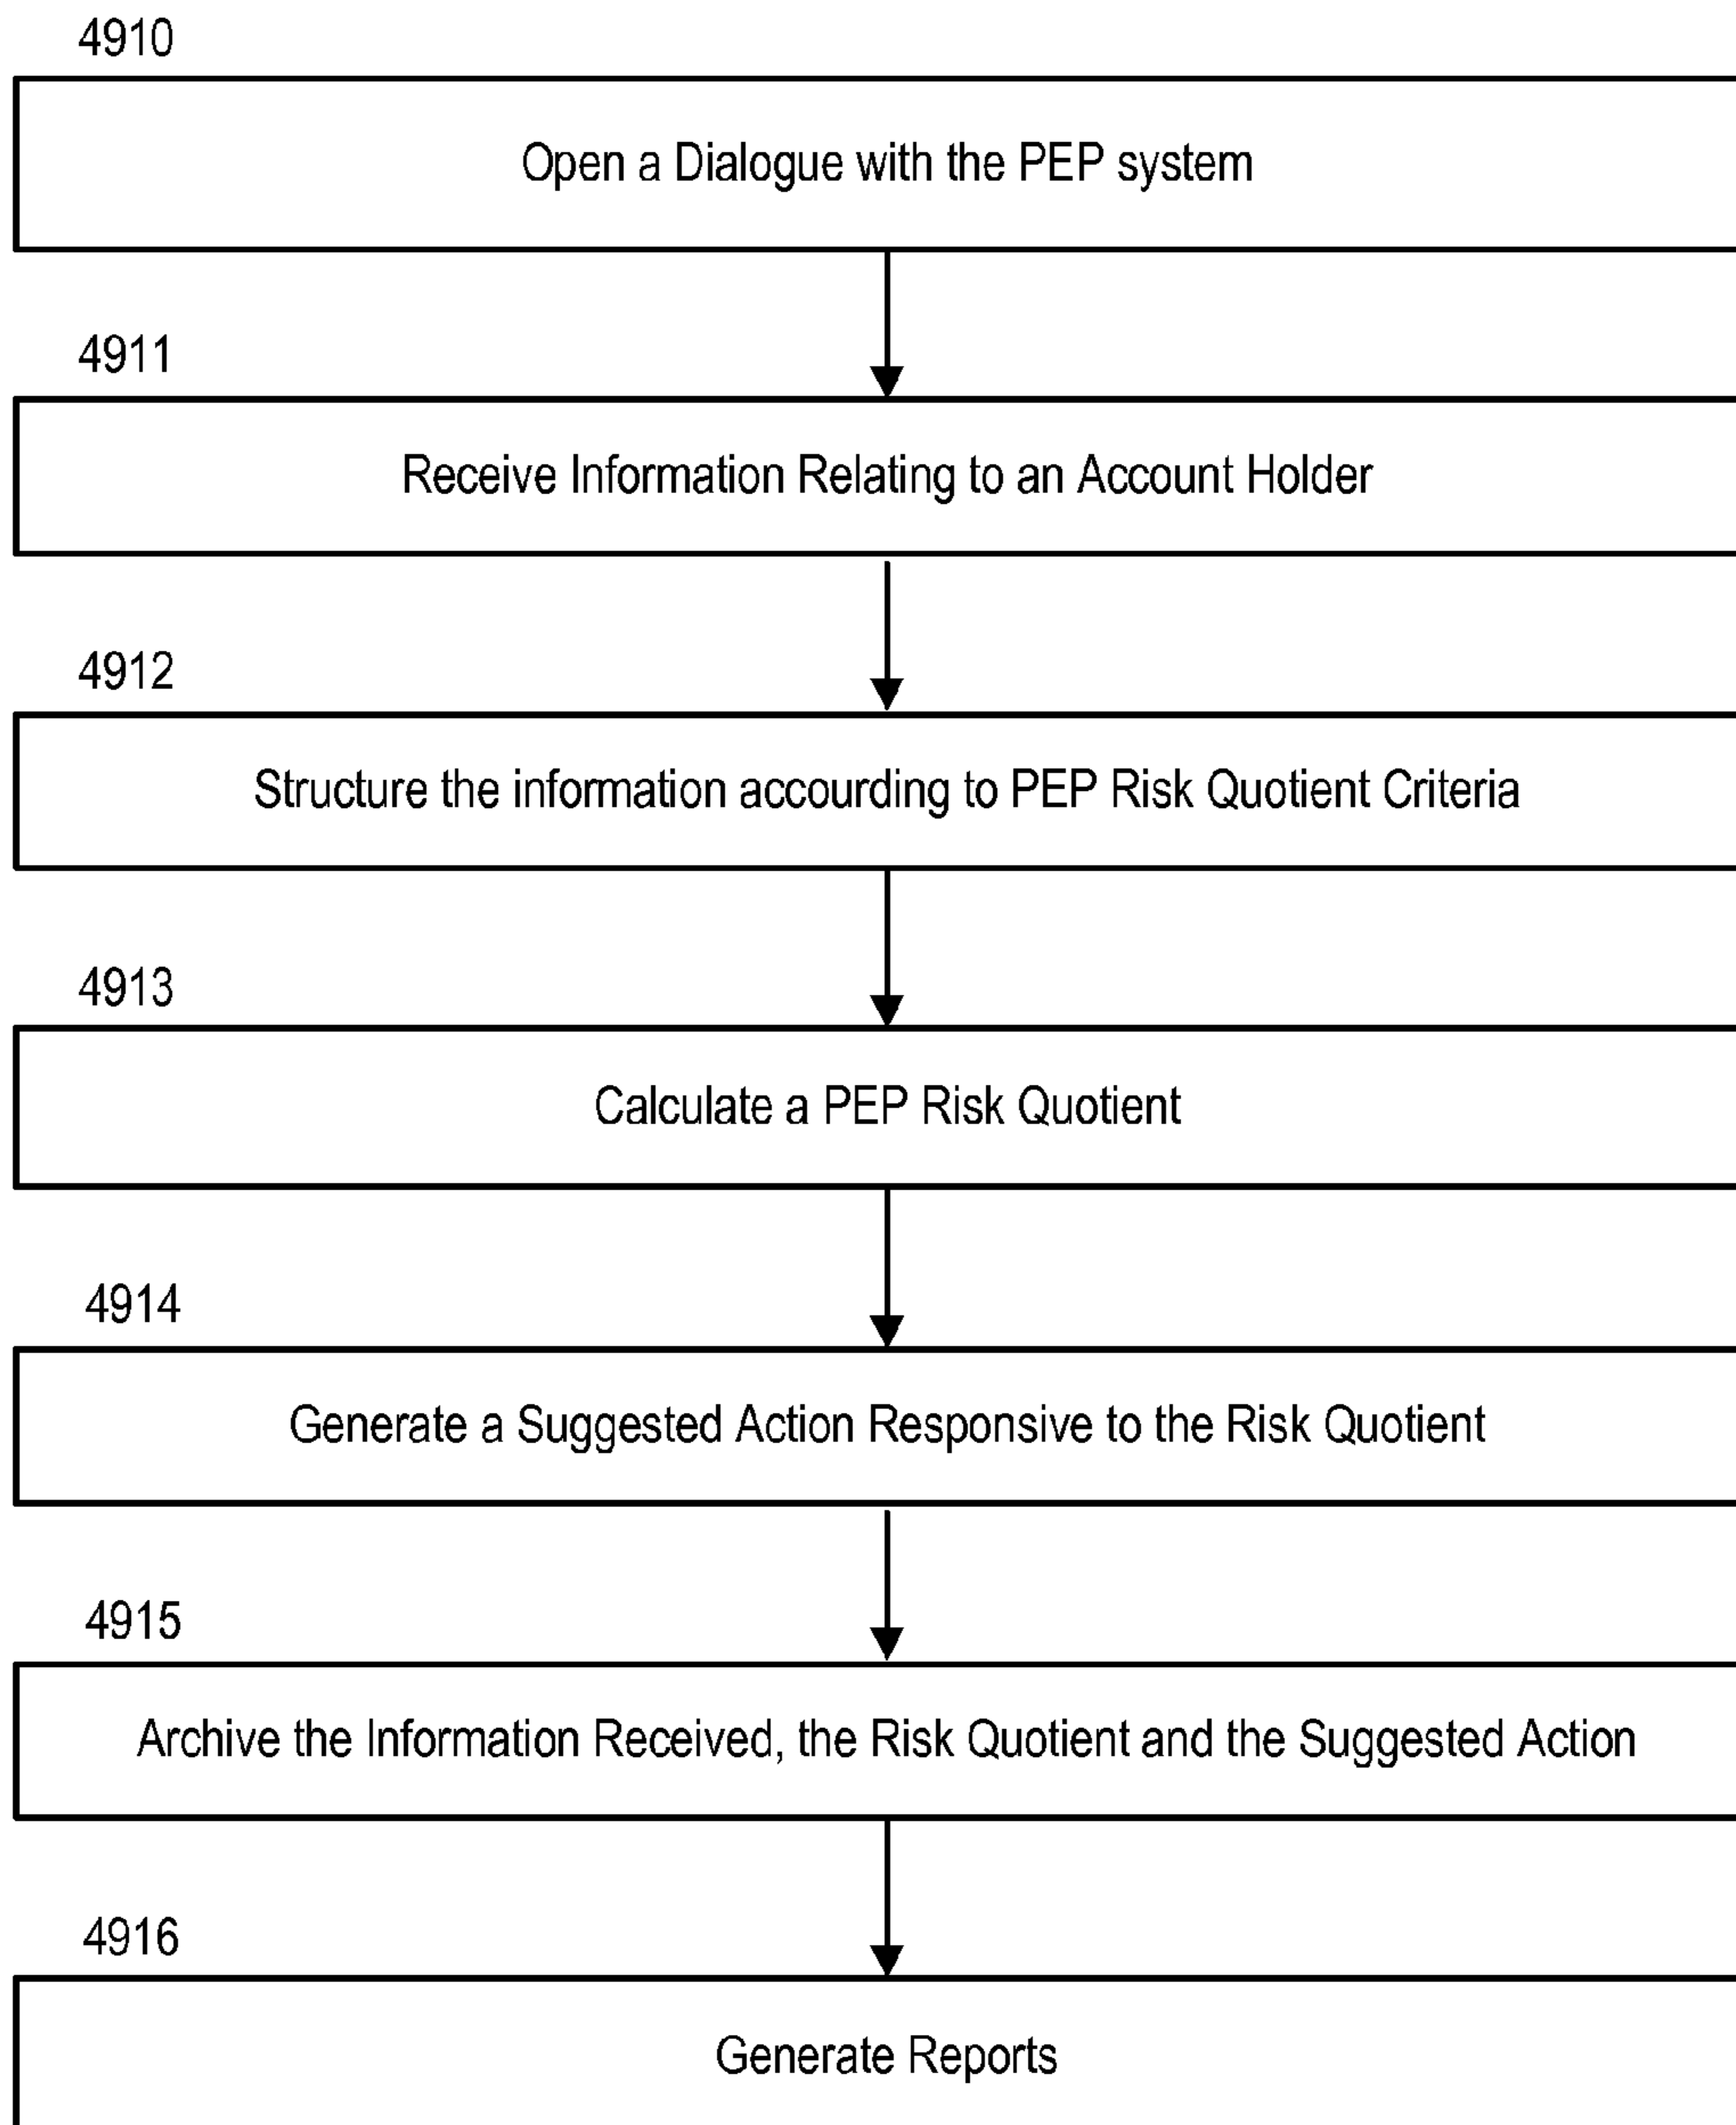 4910
Open a Dialogue with the PEP system
4911
Receive Information Relating to an Account Holder
4912
Structure the information accourding to PEP Risk Quotient Criteria
4913
Calculate a PEP Risk Quotient
4914
Generate a Suggested Action Responsive to the Risk Quotient
4915
Archive the Information Received, the Risk Quotient and the Suggested Action
4916
Generate Reports